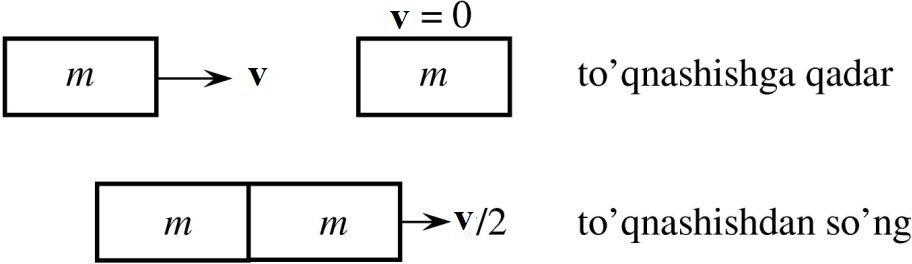 v = 0
m v m to’qnashishga qadar
m m v/2 to’qnashishdan so’ng